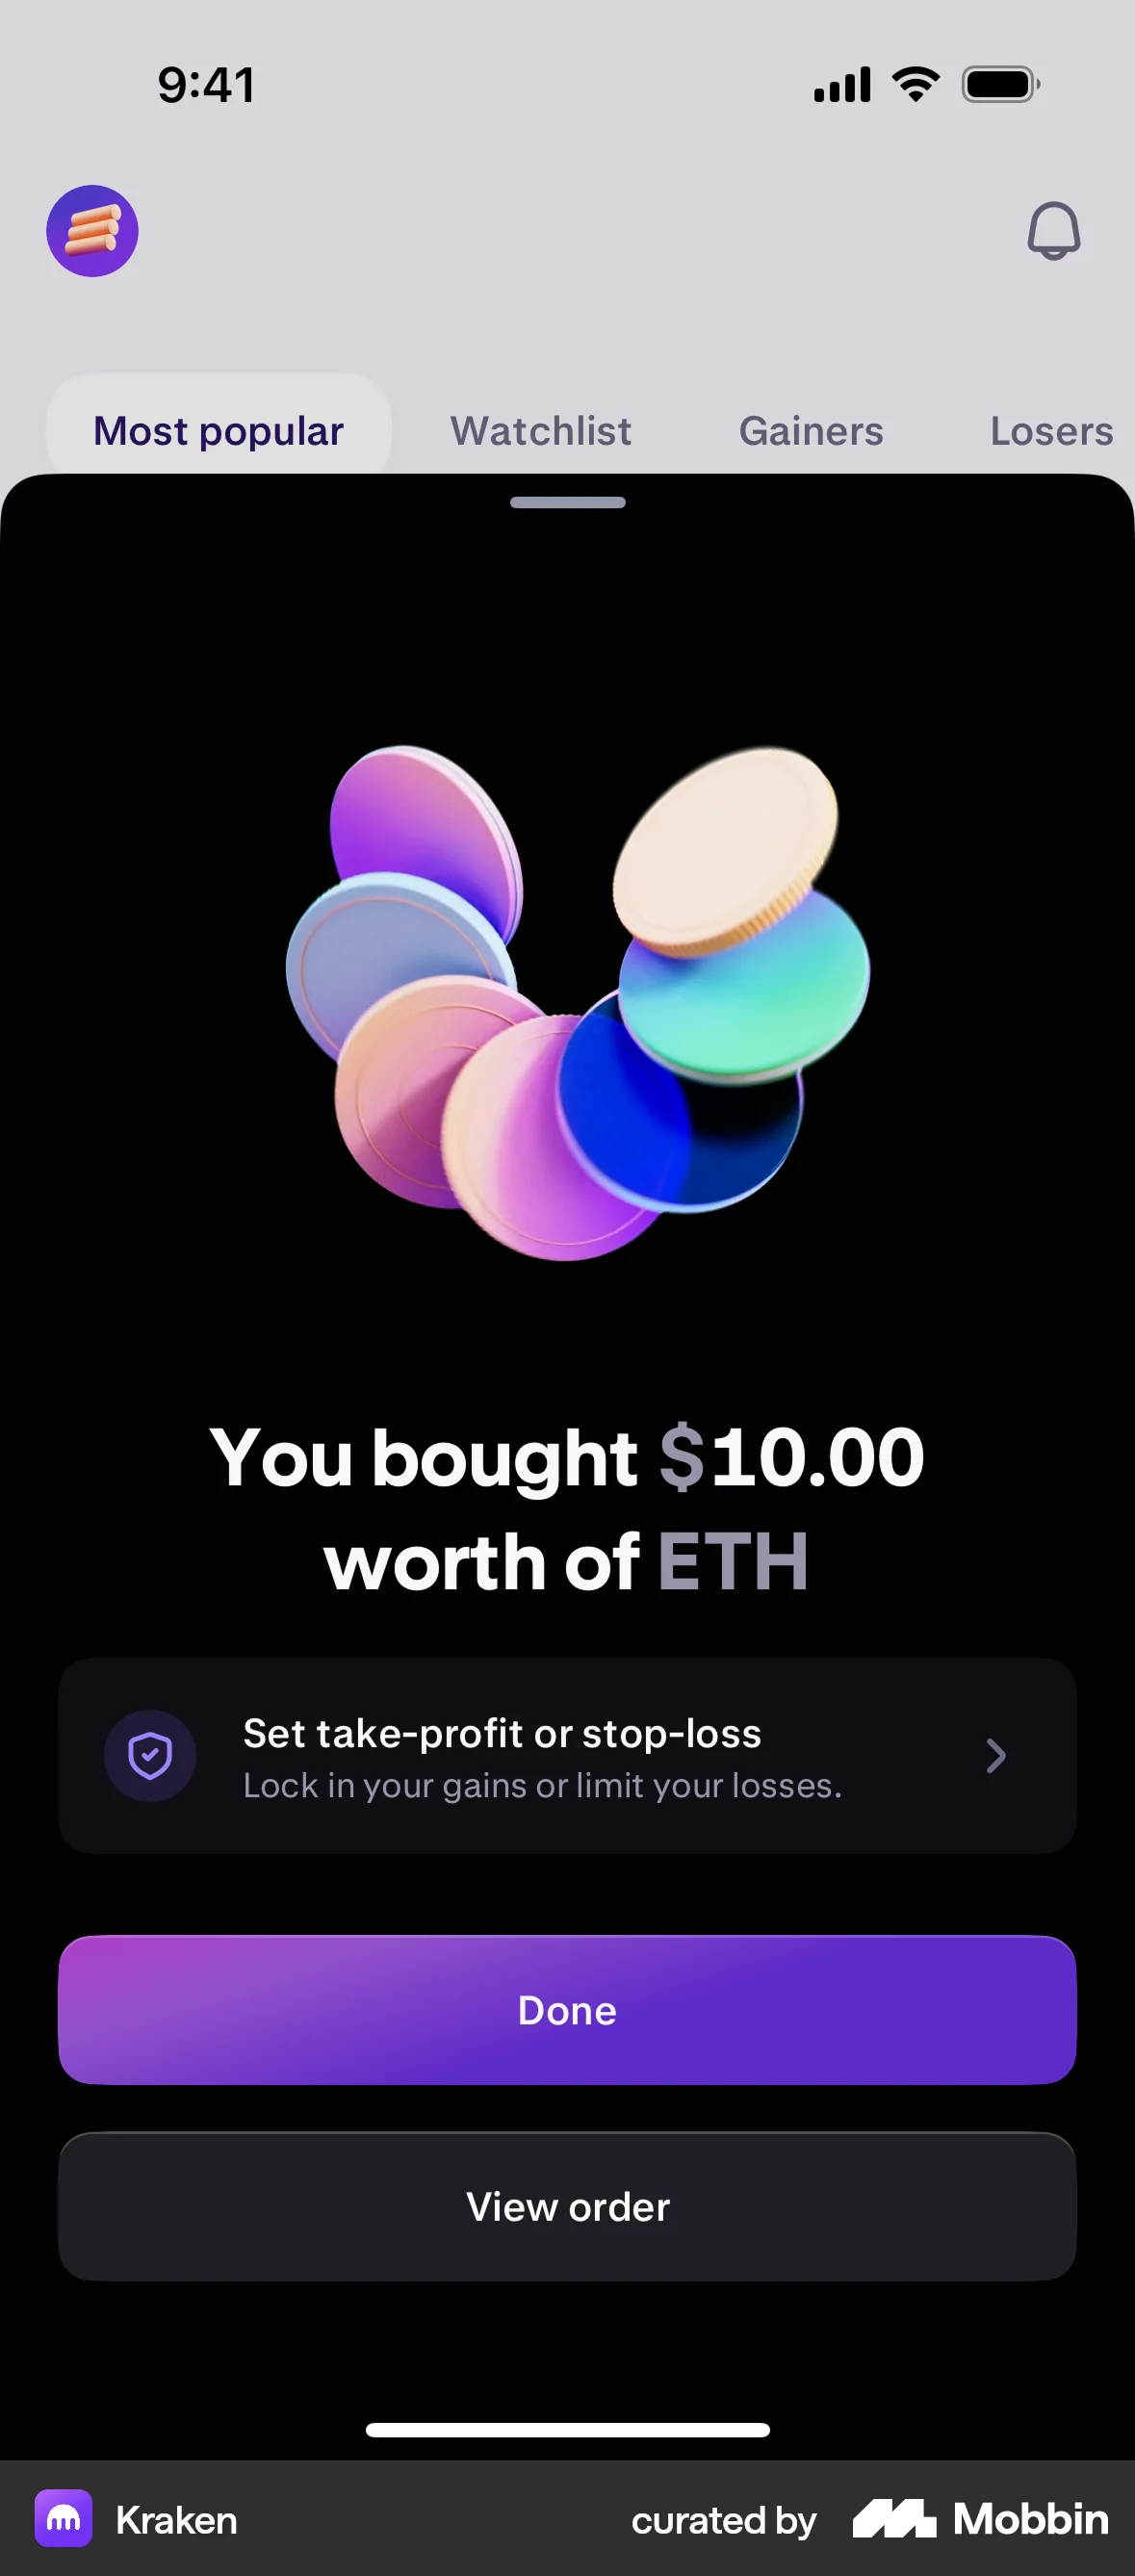 9:41
Most popular Watchlist Gainers Losers
You bought $10.00
worth of ETH
Set take-profit or stop-loss
Lock in your gains or limit your losses.
Done
View order
Kraken curated by Mobbin